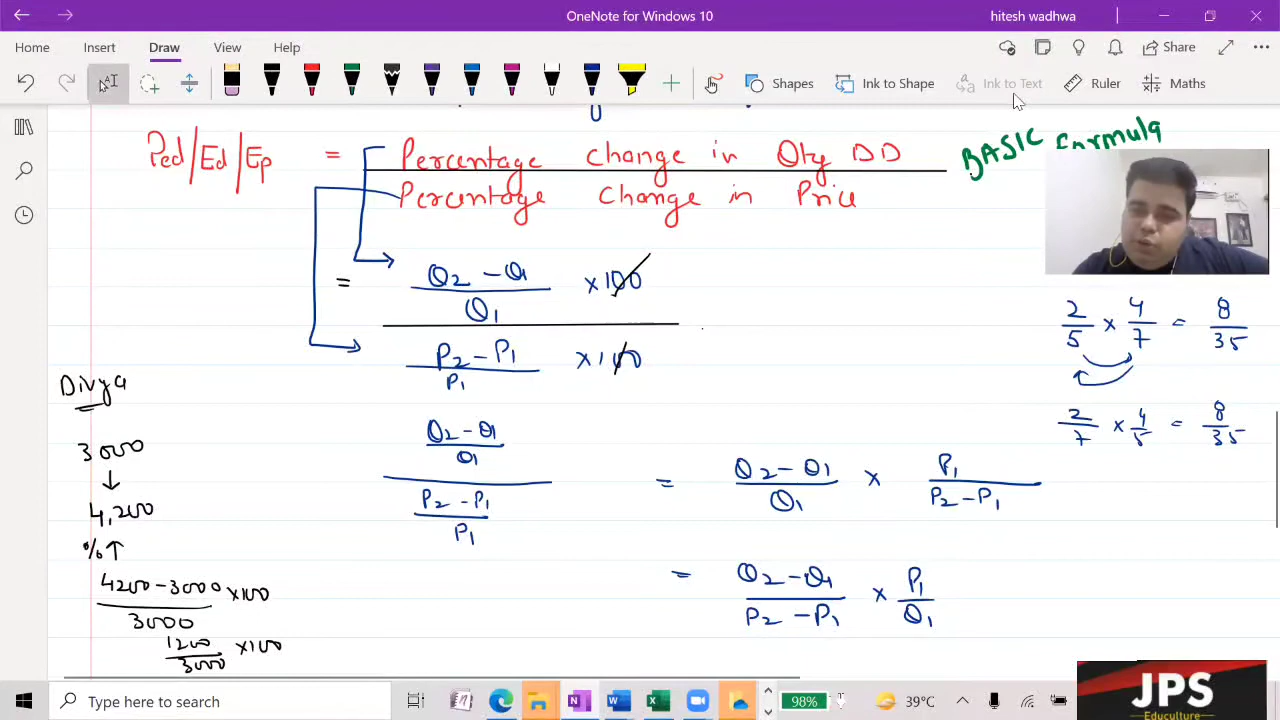 OneNote for Windows 10
hitesh wadhwa
Home Insert Draw View Help
Share
Shapes Ink to Shape Ink to Text Ruler Maths
Ped/Ed/Ep = Percentage change in Qty DD
Percentage change in Price
BASIC Formula
= Q2 - Q1 ×100
Q1
P2 - P1 ×100
P1
2/5 × 4/7 = 8/35
2/7 × 4/5 = 8/35
Divya
3000
↓
4,200
%↑
4200 - 3000 ×100
3000
1200 ×100
3000
Q2 - Q1
Q1
P2 - P1
P1
= Q2 - Q1 × P1
Q1 P2 - P1
= Q2 - Q1 × P1
P2 - P1 Q1
Type here to search
98%
39°C
JPS
Educulture